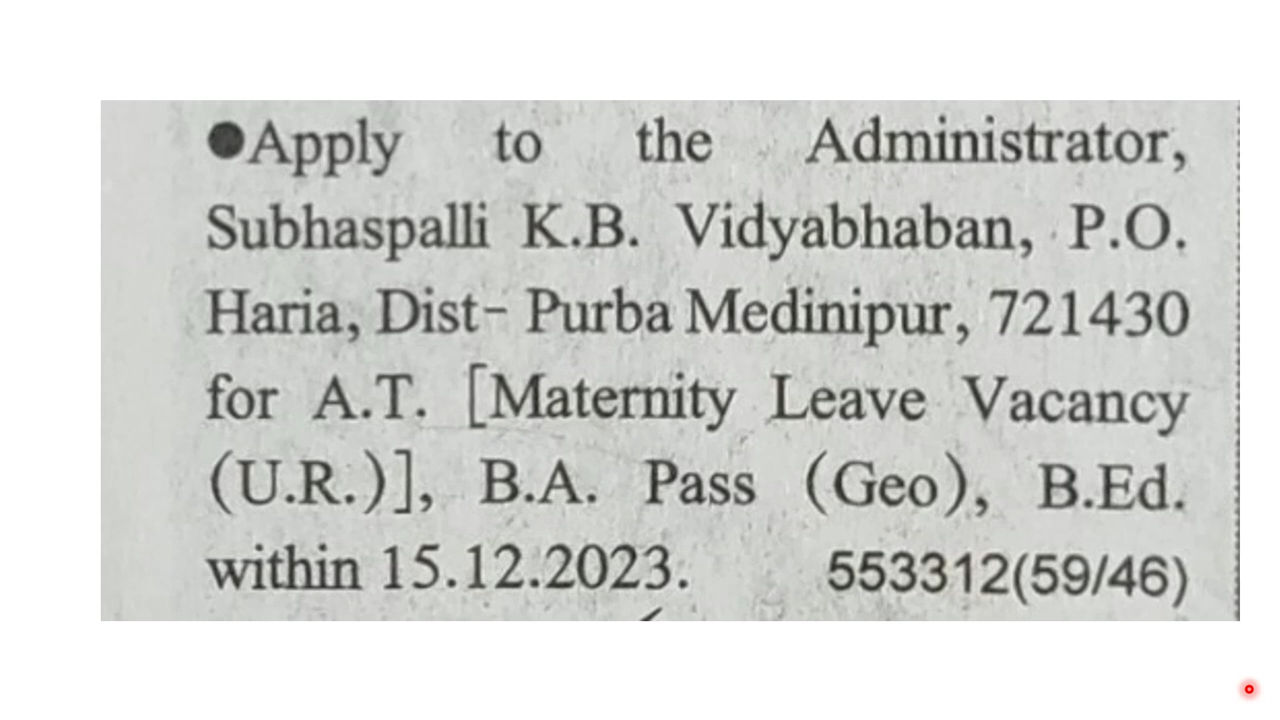 ●Apply to the Administrator,
Subhaspalli K.B. Vidyabhaban, P.O.
Haria, Dist- Purba Medinipur, 721430
for A.T. [Maternity Leave Vacancy
(U.R.)], B.A. Pass (Geo), B.Ed.
within 15.12.2023. 553312(59/46)